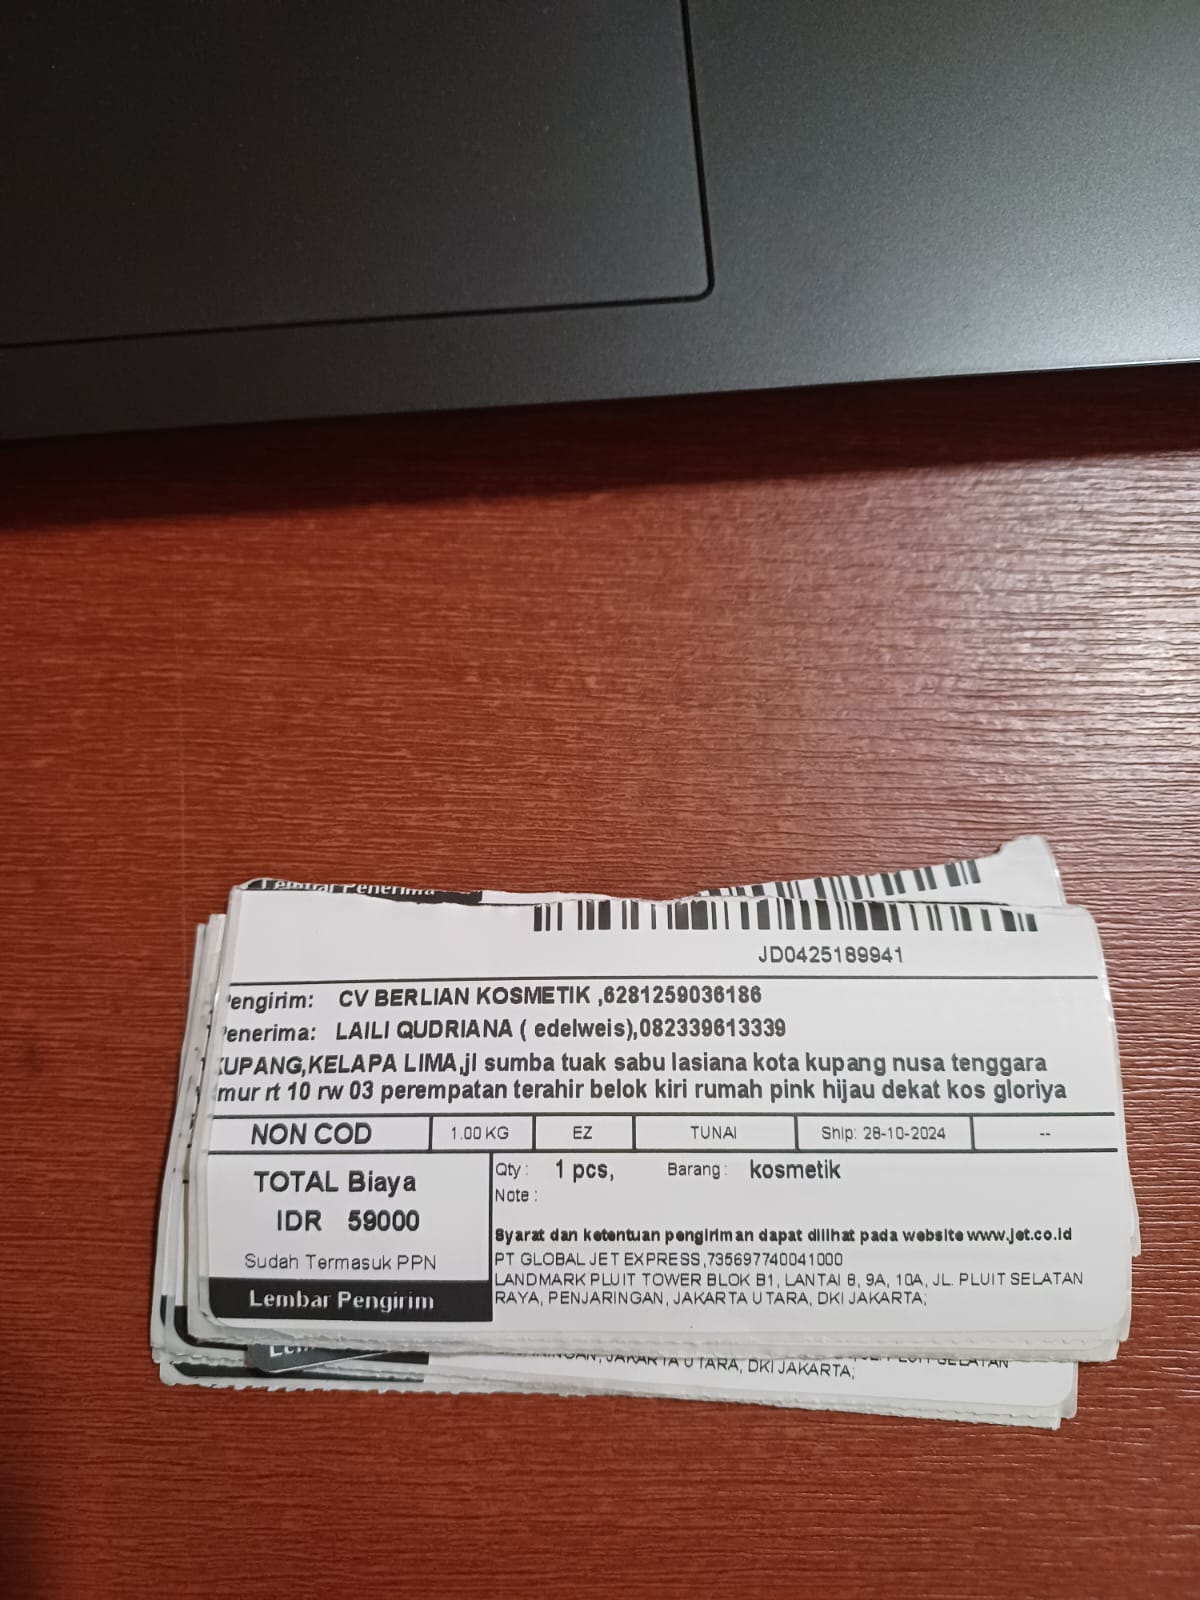 Lembar Penerima
JD0425189941
Pengirim: CV BERLIAN KOSMETIK ,6281259036186
Penerima: LAILI QUDRIANA ( edelweis),082339613339
KUPANG,KELAPA LIMA,jl sumba tuak sabu lasiana kota kupang nusa tenggara
mur rt 10 rw 03 perempatan terahir belok kiri rumah pink hijau dekat kos gloriya
NON COD 1.00 KG EZ TUNAI Ship: 28-10-2024 --
TOTAL Biaya
IDR 59000
Sudah Termasuk PPN
Lembar Pengirim
Qty : 1 pcs, Barang : kosmetik
Note :
Syarat dan ketentuan pengiriman dapat dilihat pada website www.jet.co.id
PT GLOBAL JET EXPRESS ,735697740041000
LANDMARK PLUIT TOWER BLOK B1, LANTAI 8, 9A, 10A, JL. PLUIT SELATAN
RAYA, PENJARINGAN, JAKARTA UTARA, DKI JAKARTA;
JAKARTA UTARA, DKI JAKARTA;